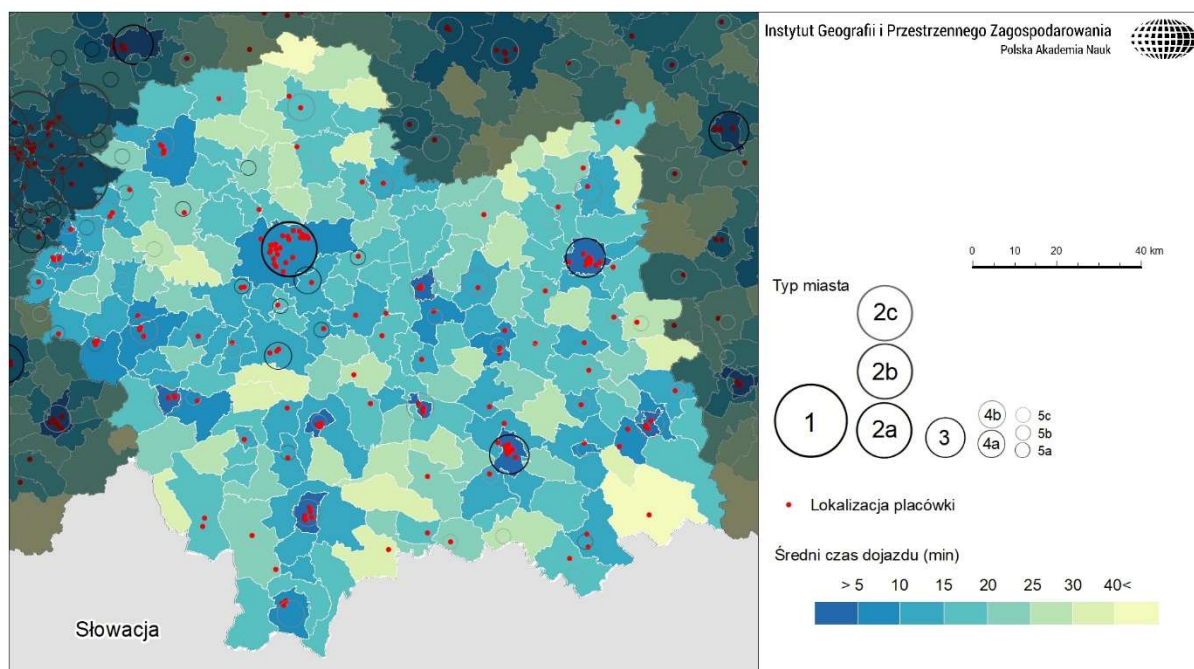 Instytut Geografii i Przestrzennego Zagospodarowania
Polska Akademia Nauk
0 10 20 40 km
Typ miasta
2c
2b
1
2a
3
4b
4a
5c
5b
5a
Lokalizacja placówki
Średni czas dojazdu (min)
> 5 10 15 20 25 30 40<
Słowacja